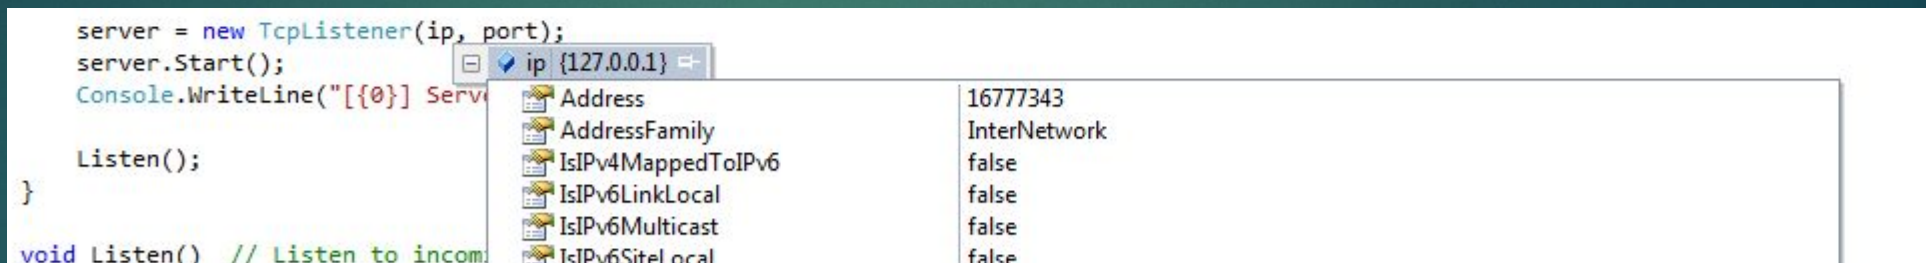 server = new TcpListener(ip, port);
ip {127.0.0.1}
server.Start();
Console.WriteLine("[{0}] Serv
Address 16777343
AddressFamily InterNetwork
Listen();
IsIPv4MappedToIPv6 false
}
IsIPv6LinkLocal false
IsIPv6Multicast false
void Listen() // Listen to incom
IsIPv6SiteLocal false